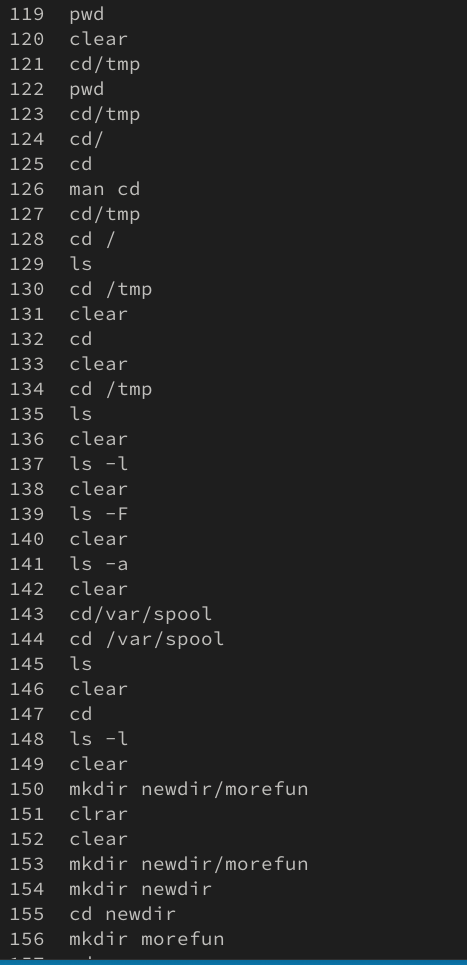 119 pwd
120 clear
121 cd/tmp
122 pwd
123 cd/tmp
124 cd/
125 cd
126 man cd
127 cd/tmp
128 cd /
129 ls
130 cd /tmp
131 clear
132 cd
133 clear
134 cd /tmp
135 ls
136 clear
137 ls -l
138 clear
139 ls -F
140 clear
141 ls -a
142 clear
143 cd/var/spool
144 cd /var/spool
145 ls
146 clear
147 cd
148 ls -l
149 clear
150 mkdir newdir/morefun
151 clrar
152 clear
153 mkdir newdir/morefun
154 mkdir newdir
155 cd newdir
156 mkdir morefun